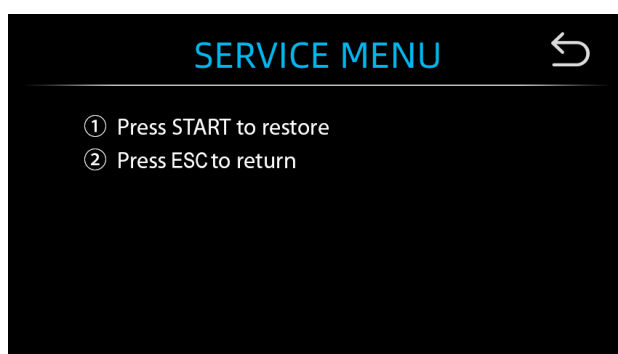 SERVICE MENU
① Press START to restore
② Press ESC to return